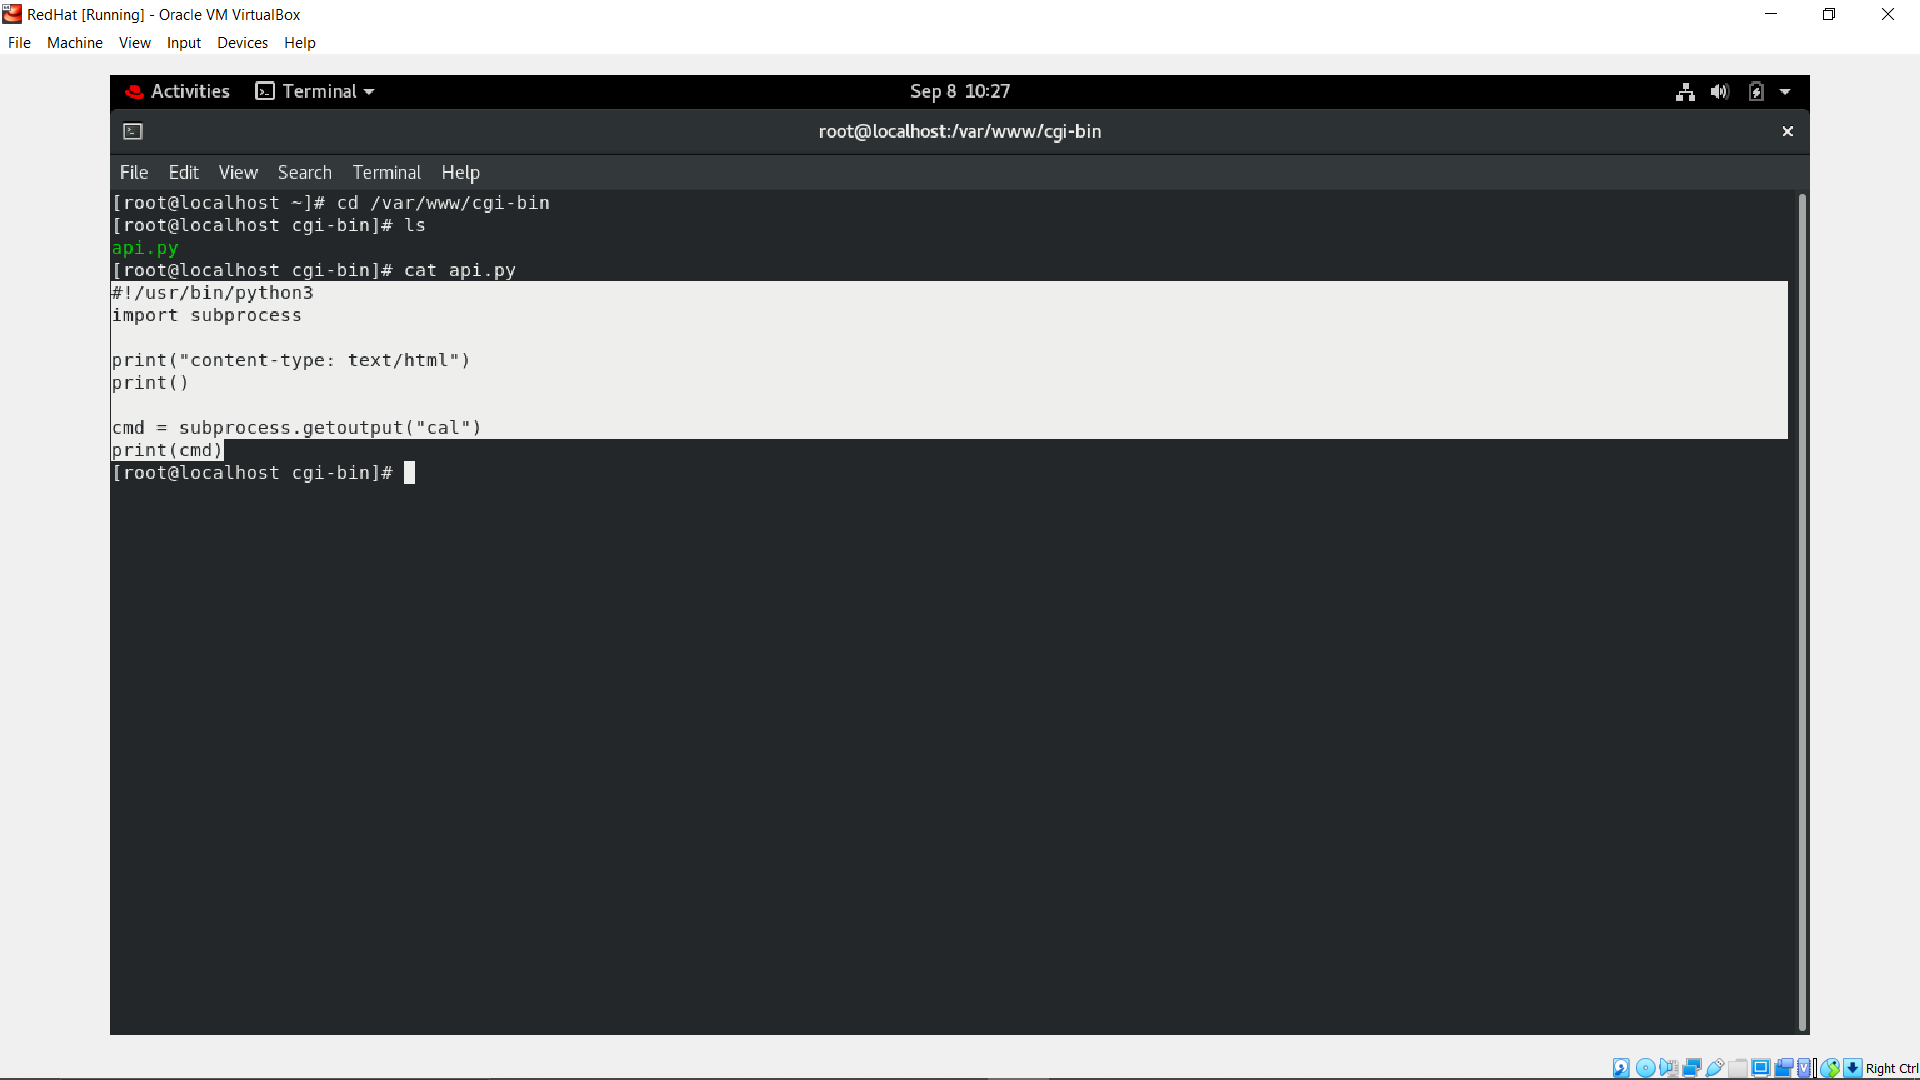 RedHat [Running] - Oracle VM VirtualBox
File Machine View Input Devices Help
Activities Terminal Sep 8 10:27
root@localhost:/var/www/cgi-bin
File Edit View Search Terminal Help
[root@localhost ~]# cd /var/www/cgi-bin
[root@localhost cgi-bin]# ls
api.py
[root@localhost cgi-bin]# cat api.py
#!/usr/bin/python3
import subprocess
print("content-type: text/html")
print()
cmd = subprocess.getoutput("cal")
print(cmd)
[root@localhost cgi-bin]#
Right Ctrl